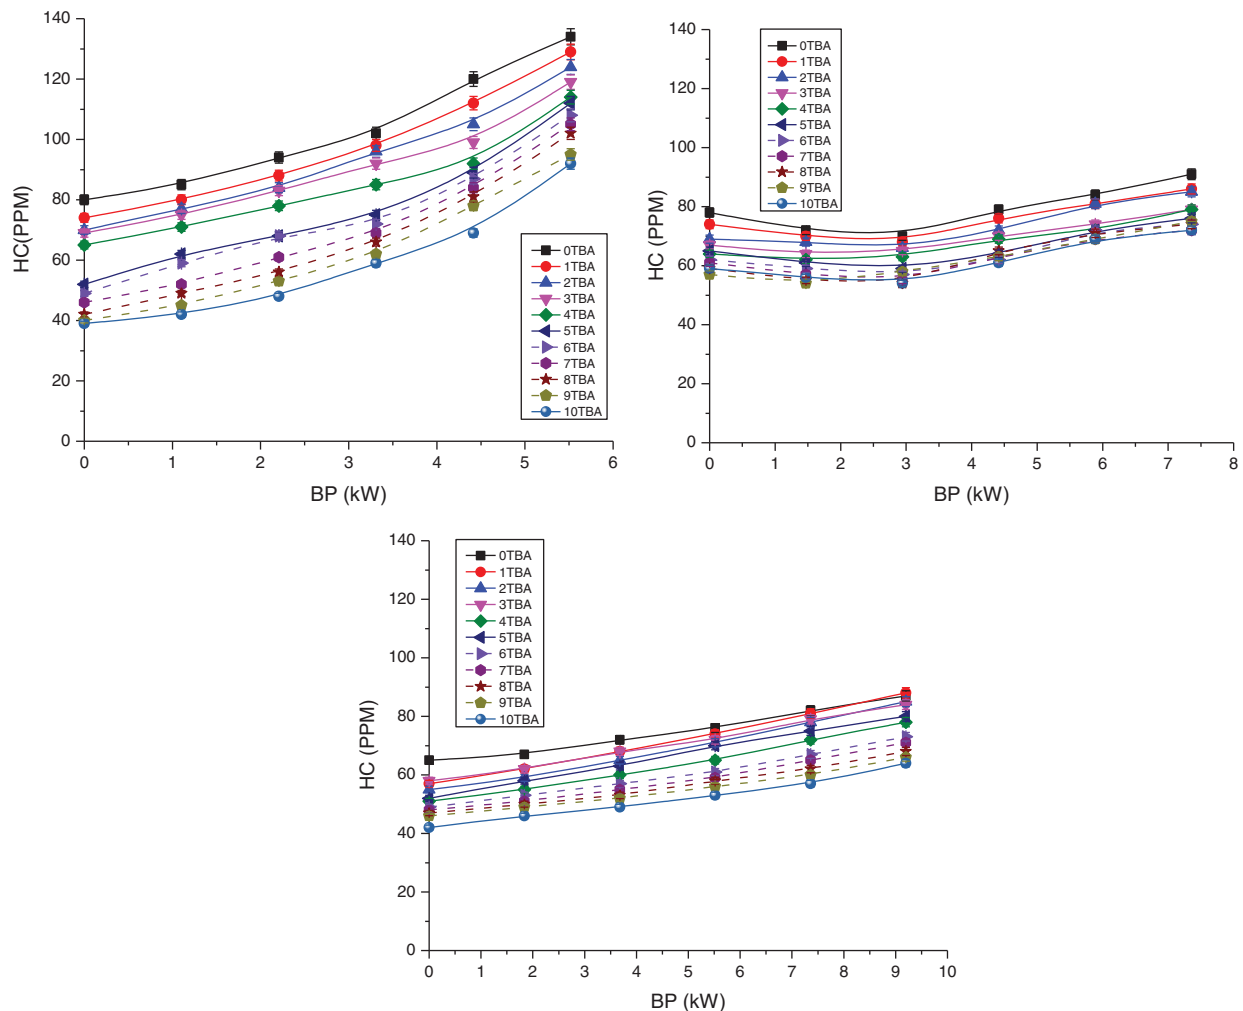 140
120
100
80
60
40
20
0
HC(PPM)
0 1 2 3 4 5 6
BP (kW)
0TBA
1TBA
2TBA
3TBA
4TBA
5TBA
6TBA
7TBA
8TBA
9TBA
10TBA
140
120
100
80
60
40
20
0
HC (PPM)
0 1 2 3 4 5 6 7 8
BP (kW)
0TBA
1TBA
2TBA
3TBA
4TBA
5TBA
6TBA
7TBA
8TBA
9TBA
10TBA
140
120
100
80
60
40
20
0
HC (PPM)
0 1 2 3 4 5 6 7 8 9 10
BP (kW)
0TBA
1TBA
2TBA
3TBA
4TBA
5TBA
6TBA
7TBA
8TBA
9TBA
10TBA